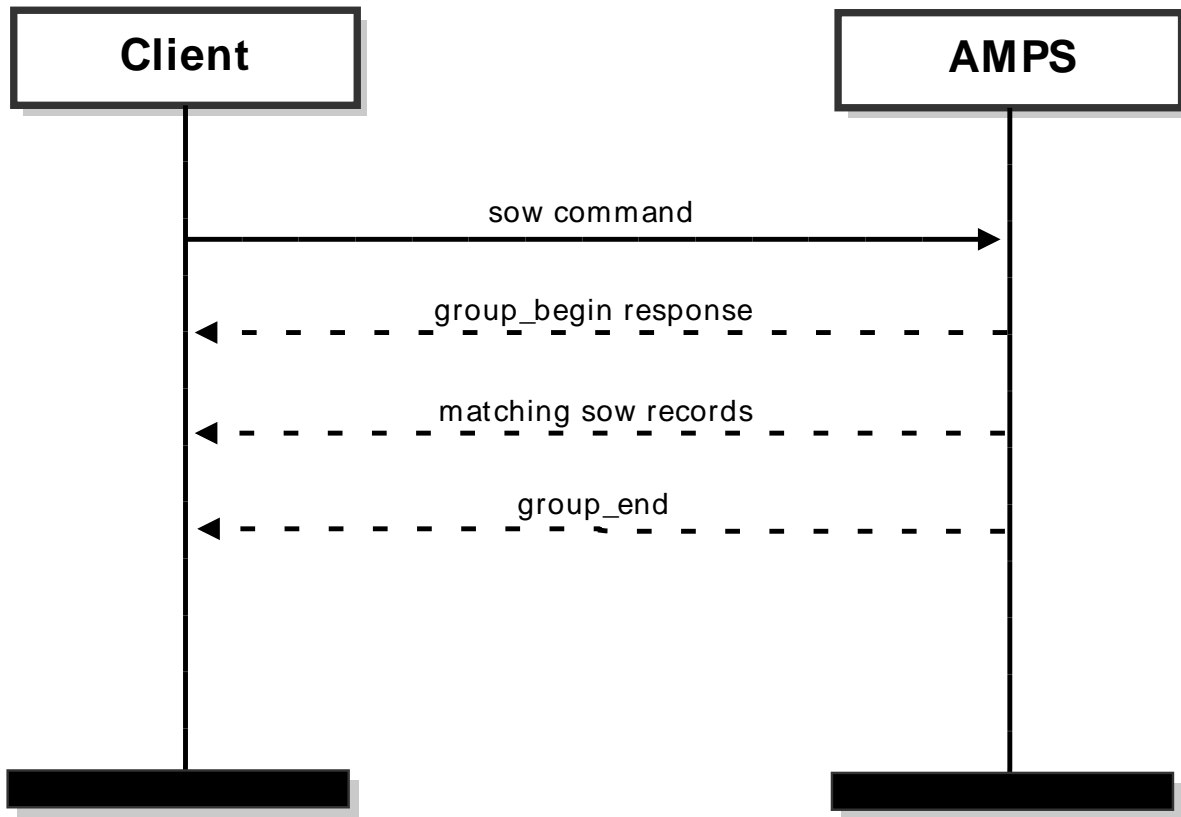 Client
AMPS
sow command
group_begin response
matching sow records
group_end